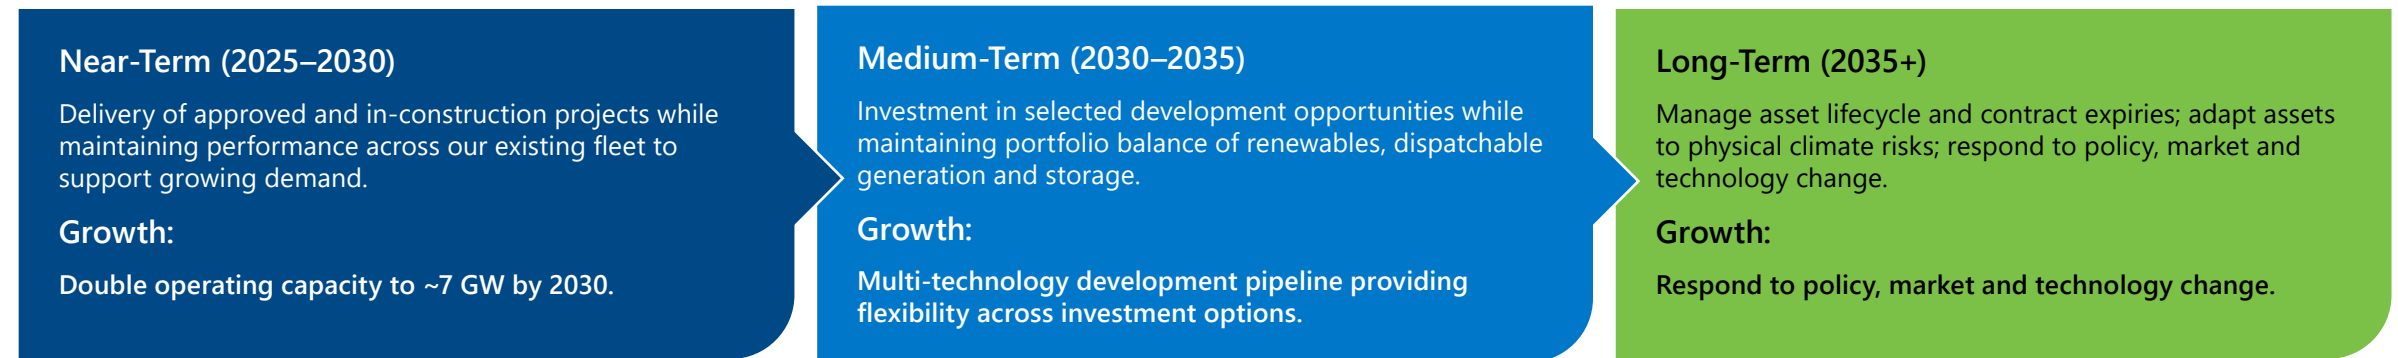 Near-Term (2025–2030)
Delivery of approved and in-construction projects while
maintaining performance across our existing fleet to
support growing demand.
Growth:
Double operating capacity to ~7 GW by 2030.
Medium-Term (2030–2035)
Investment in selected development opportunities while
maintaining portfolio balance of renewables, dispatchable
generation and storage.
Growth:
Multi-technology development pipeline providing
flexibility across investment options.
Long-Term (2035+)
Manage asset lifecycle and contract expiries; adapt assets
to physical climate risks; respond to policy, market and
technology change.
Growth:
Respond to policy, market and technology change.